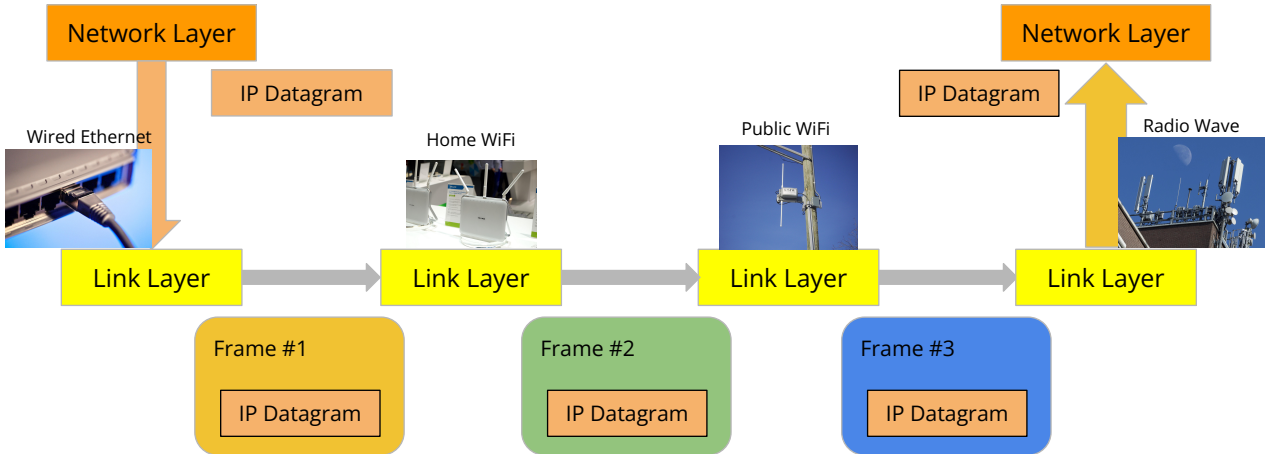 Network Layer
Network Layer
IP Datagram
IP Datagram
Wired Ethernet
Home WiFi
Public WiFi
Radio Wave
Link Layer
Link Layer
Link Layer
Link Layer
Frame #1
Frame #2
Frame #3
IP Datagram
IP Datagram
IP Datagram